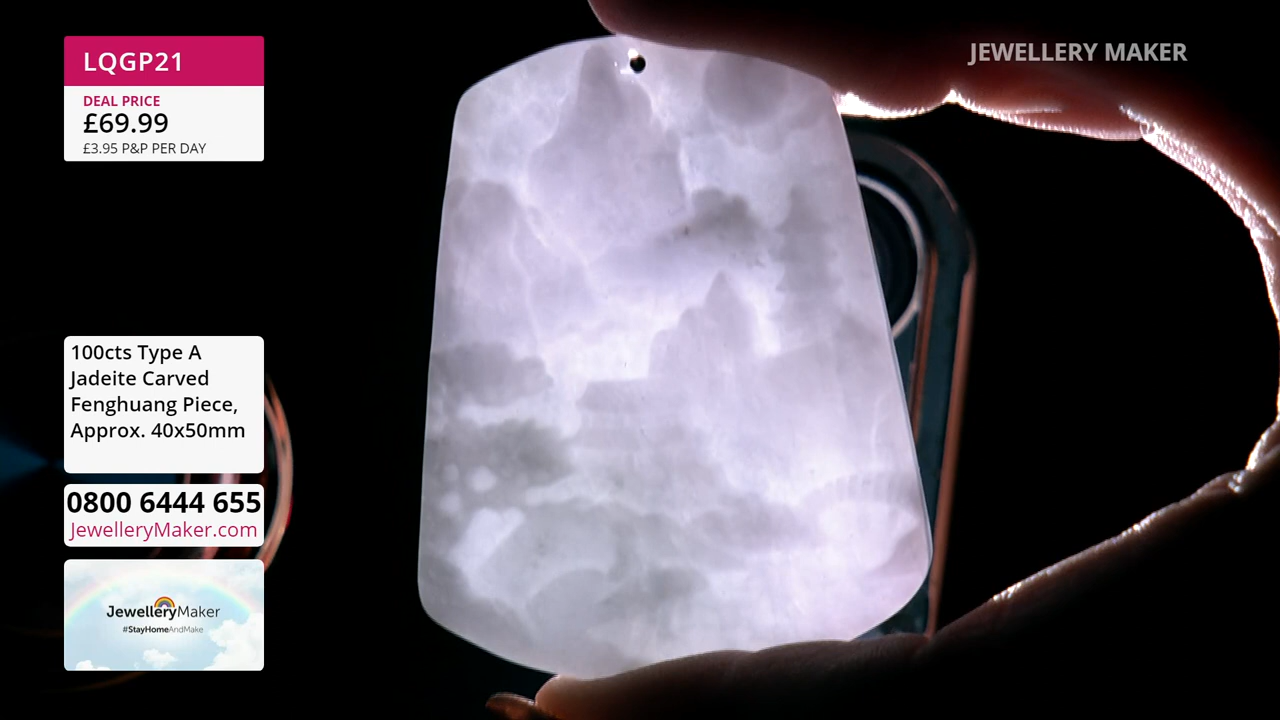 LQGP21
DEAL PRICE
£69.99
£3.95 P&P PER DAY
JEWELLERY MAKER
100cts Type A
Jadeite Carved
Fenghuang Piece,
Approx. 40x50mm
0800 6444 655
JewelleryMaker.com
JewelleryMaker
#StayHomeAndMake